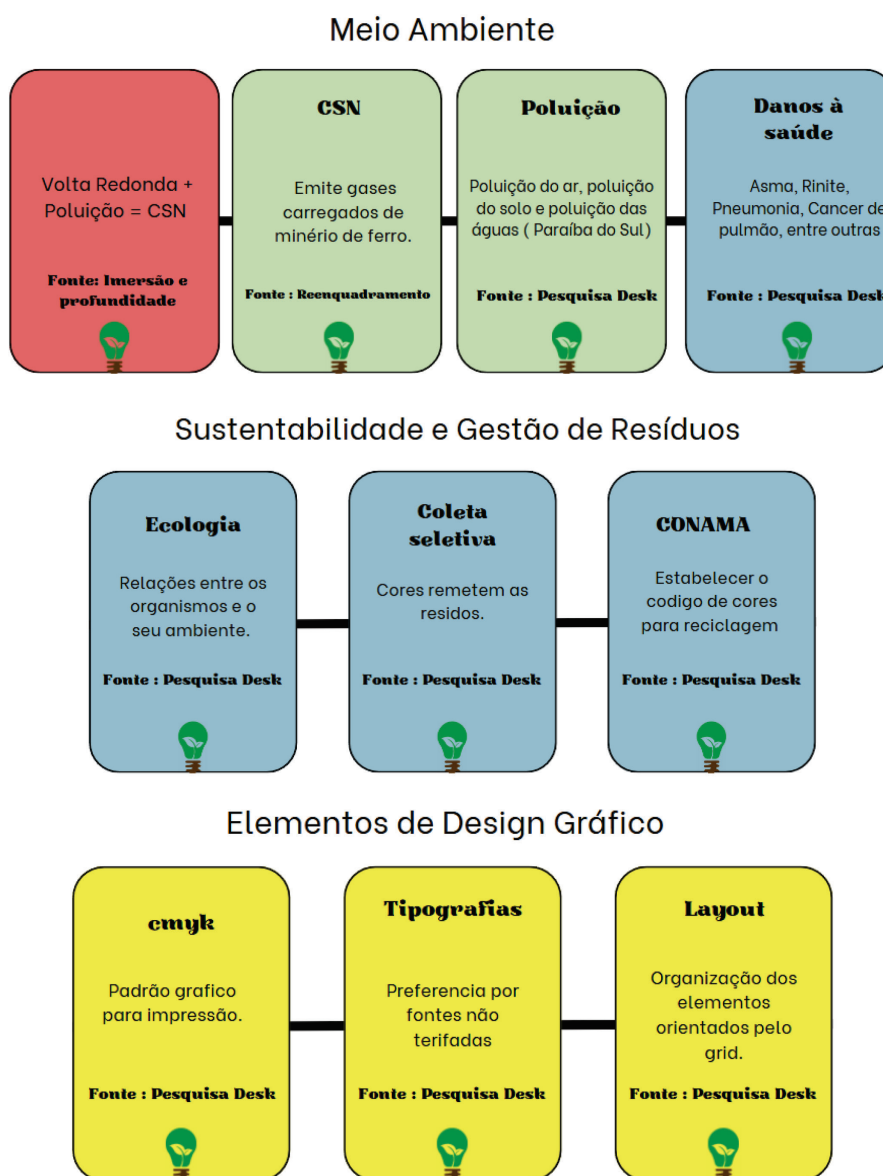 Meio Ambiente
Volta Redonda +
Poluição = CSN
Fonte: Imersão e
profundidade
CSN
Emite gases
carregados de
minério de ferro.
Fonte : Reenquadramento
Poluição
Poluição do ar, poluição
do solo e poluição das
águas ( Paraíba do Sul)
Fonte : Pesquisa Desk
Danos à
saúde
Asma, Rinite,
Pneumonia, Cancer de
pulmão, entre outras
Fonte : Pesquisa Desk
Sustentabilidade e Gestão de Resíduos
Ecologia
Relações entre os
organismos e o
seu ambiente.
Fonte : Pesquisa Desk
Coleta
seletiva
Cores remetem as
residos.
Fonte : Pesquisa Desk
CONAMA
Estabelecer o
codigo de cores
para reciclagem
Fonte : Pesquisa Desk
Elementos de Design Gráfico
cmyk
Padrão grafico
para impressão.
Fonte : Pesquisa Desk
Tipografias
Preferencia por
fontes não
terifadas
Fonte : Pesquisa Desk
Layout
Organização dos
elementos
orientados pelo
grid.
Fonte : Pesquisa Desk